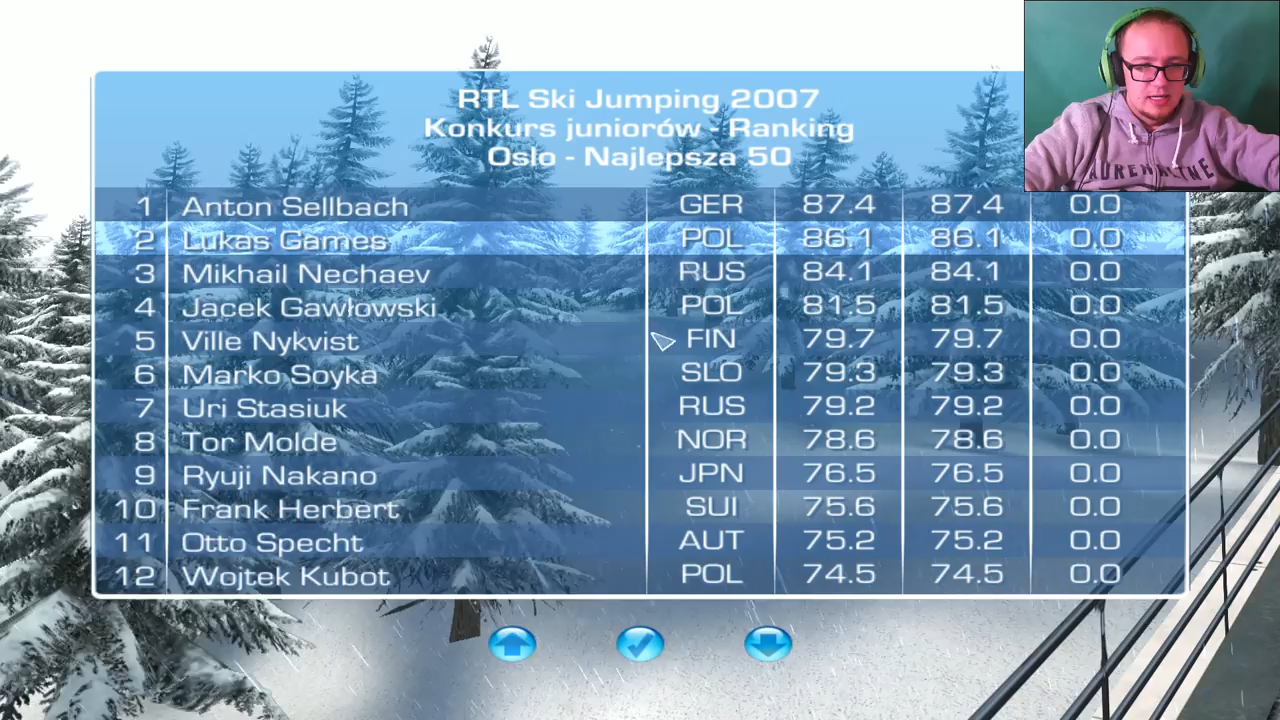 RTL Ski Jumping 2007
Konkurs juniorów - Ranking
Oslo - Najlepsza 50
1 Anton Sellbach GER 87.4 87.4 0.0
2 Lukas Games POL 86.1 86.1 0.0
3 Mikhail Nechaev RUS 84.1 84.1 0.0
4 Jacek Gawłowski POL 81.5 81.5 0.0
5 Ville Nykvist FIN 79.7 79.7 0.0
6 Marko Soyka SLO 79.3 79.3 0.0
7 Uri Stasiuk RUS 79.2 79.2 0.0
8 Tor Molde NOR 78.6 78.6 0.0
9 Ryuji Nakano JPN 76.5 76.5 0.0
10 Frank Herbert SUI 75.6 75.6 0.0
11 Otto Specht AUT 75.2 75.2 0.0
12 Wojtek Kubot POL 74.5 74.5 0.0